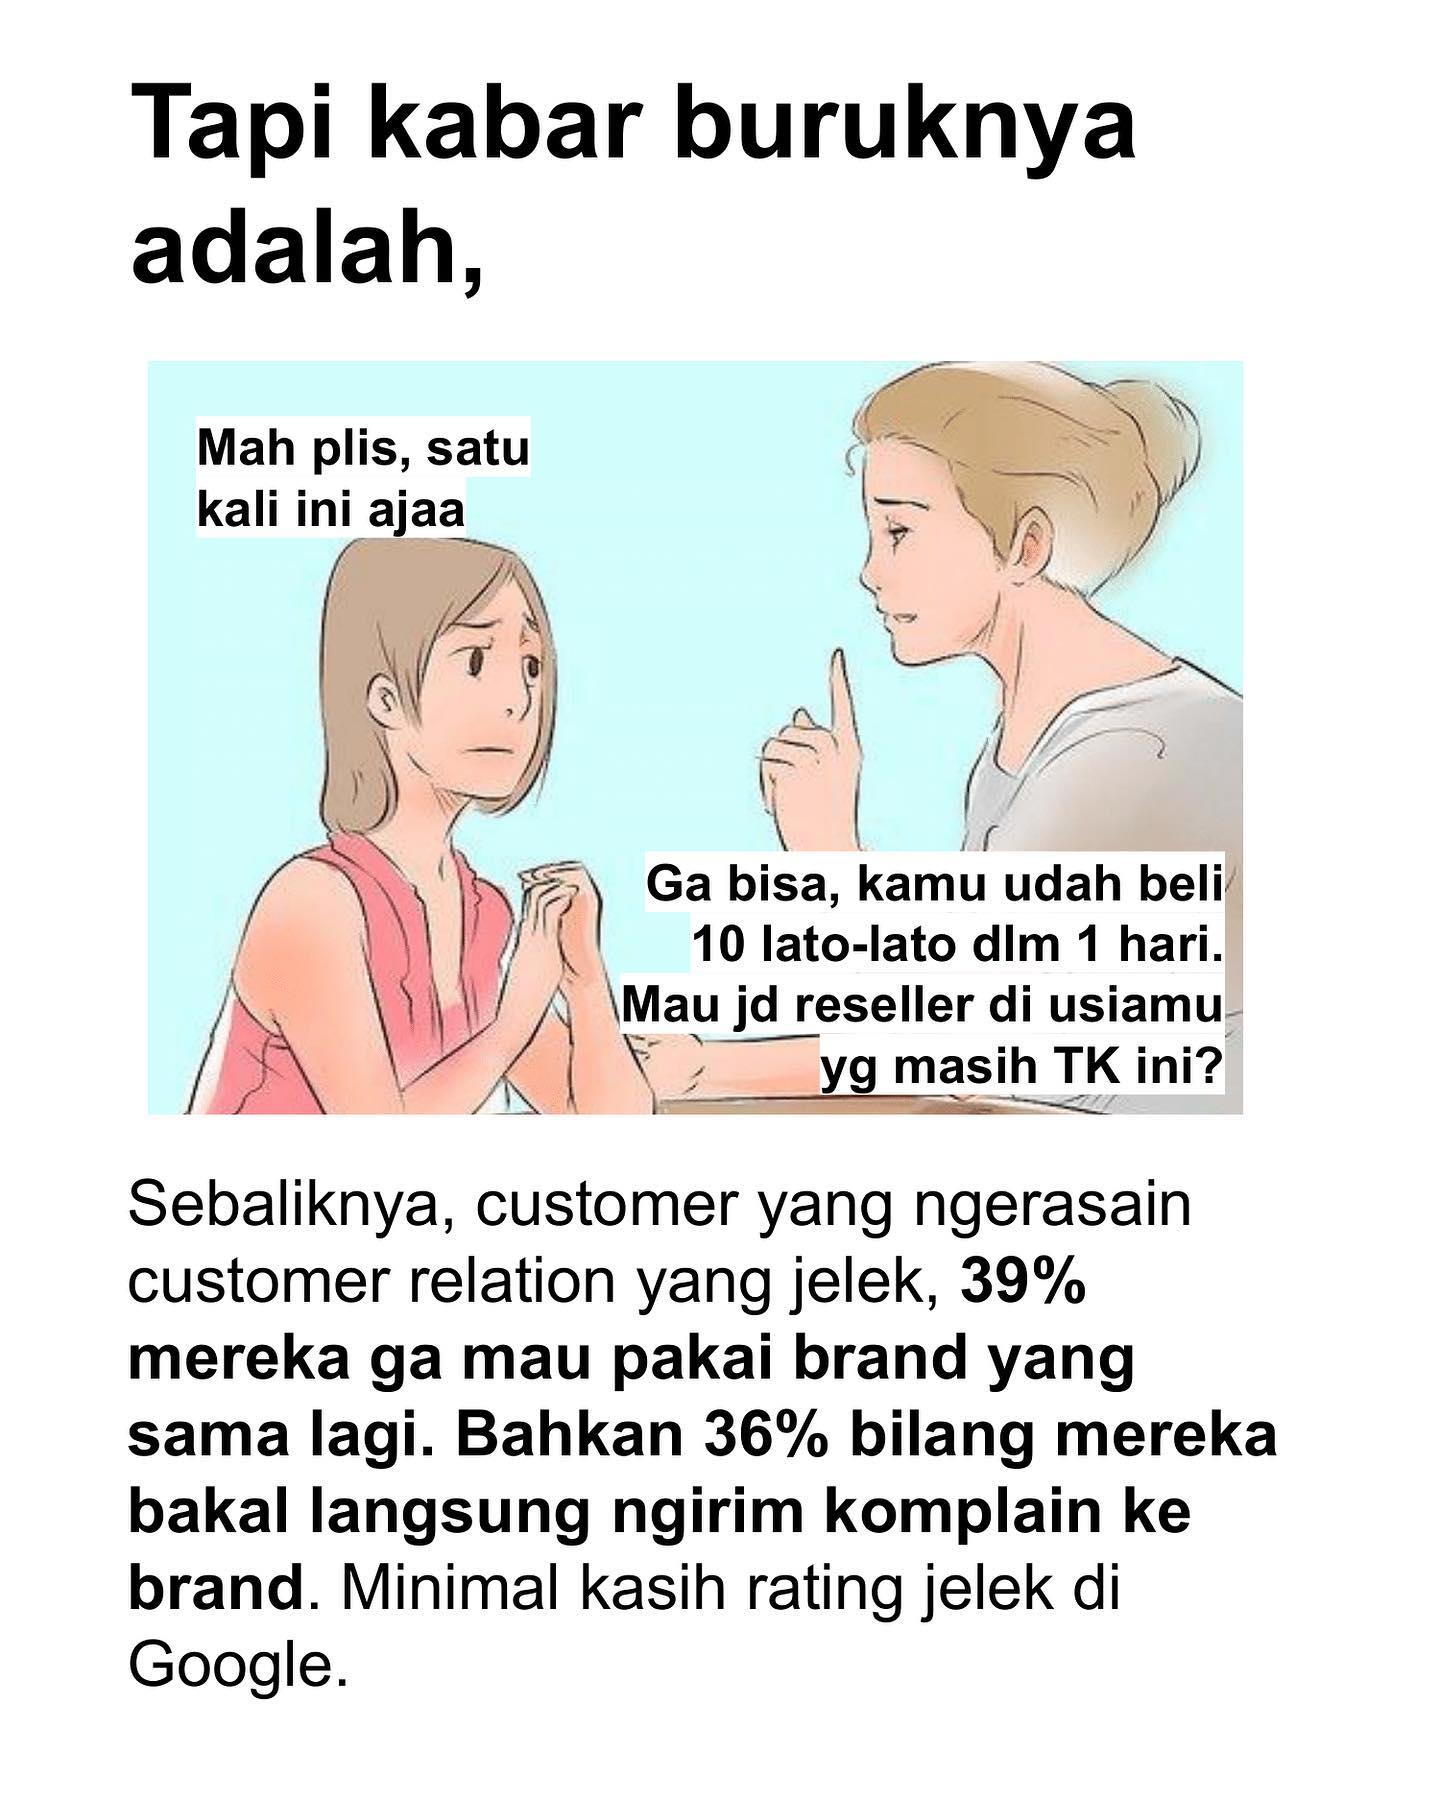 Tapi kabar buruknya
adalah,
Mah plis, satu
kali ini ajaa
Ga bisa, kamu udah beli
10 lato-lato dlm 1 hari.
Mau jd reseller di usiamu
yg masih TK ini?
Sebaliknya, customer yang ngerasain
customer relation yang jelek, 39%
mereka ga mau pakai brand yang
sama lagi. Bahkan 36% bilang mereka
bakal langsung ngirim komplain ke
brand. Minimal kasih rating jelek di
Google.